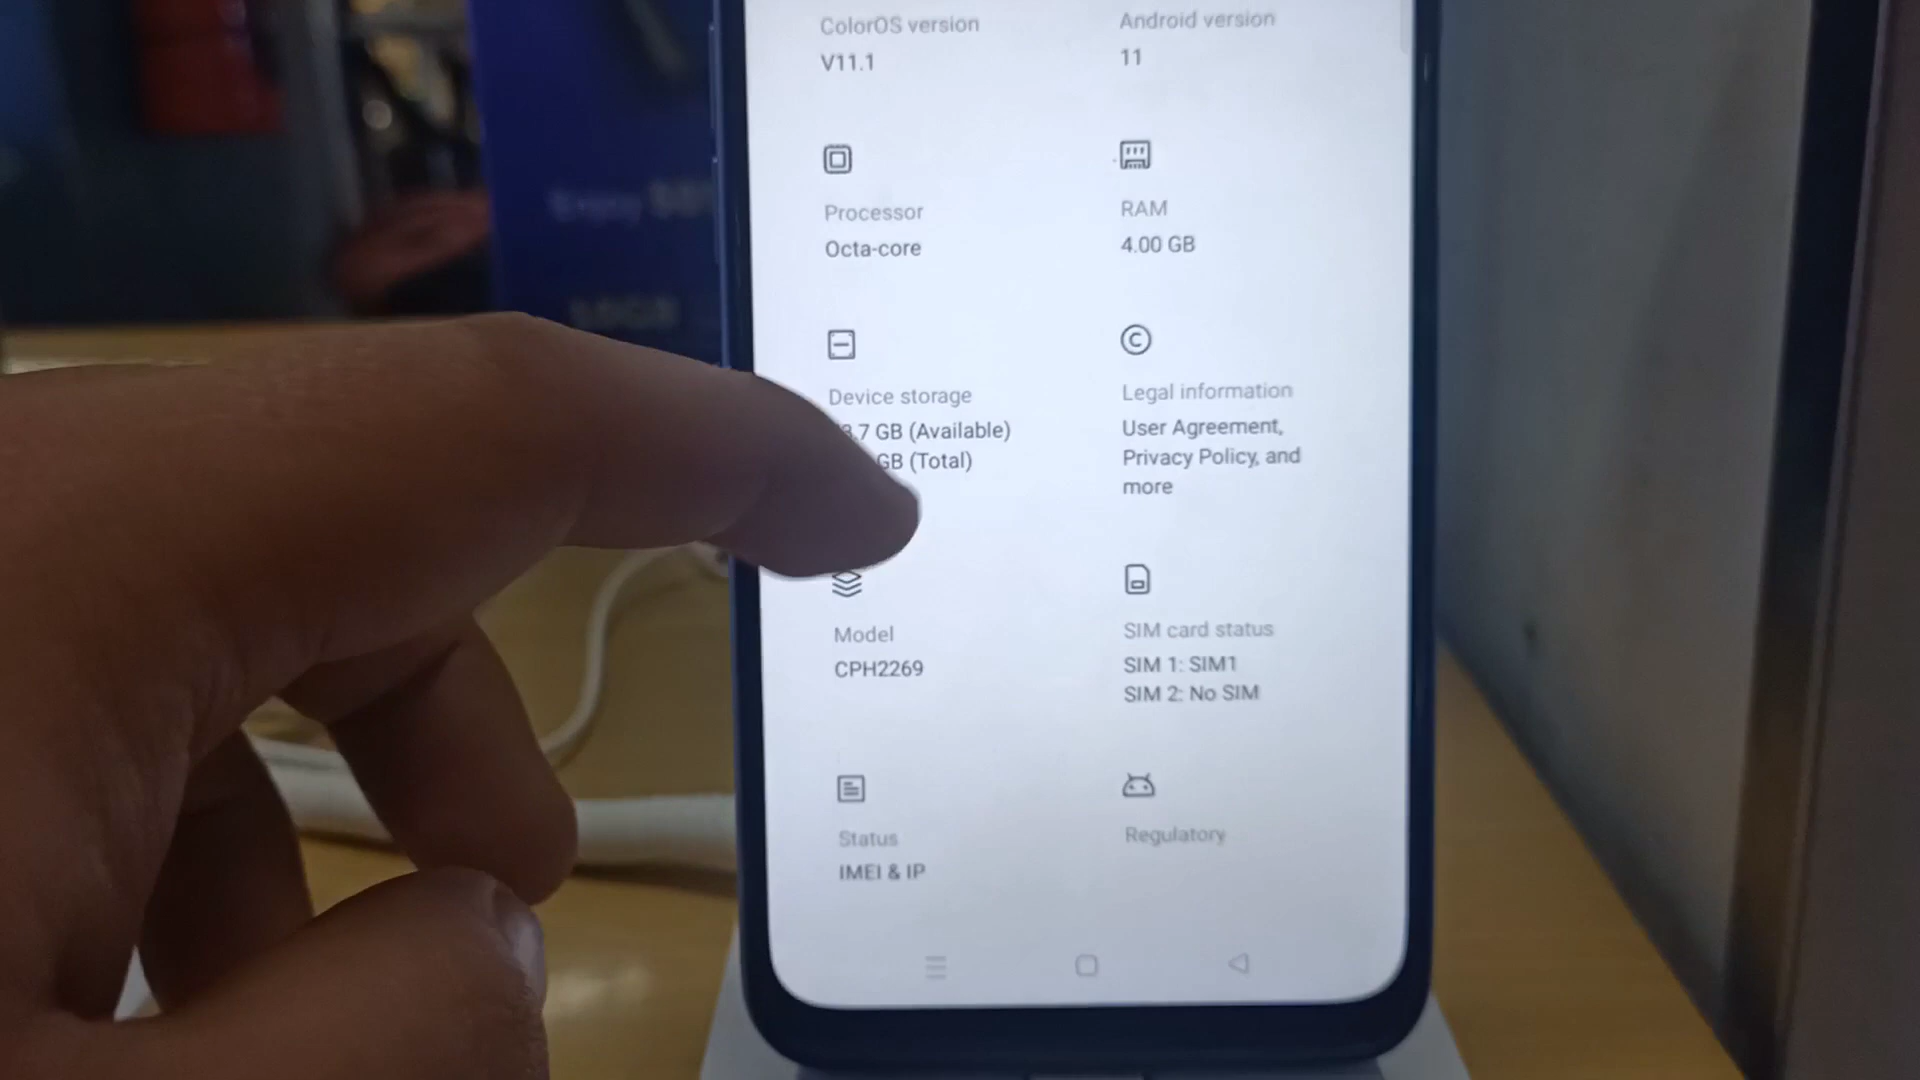 ColorOS version
V11.1
Android version
11
Processor
Octa-core
RAM
4.00 GB
Device storage
.7 GB (Available)
GB (Total)
Legal information
User Agreement,
Privacy Policy, and
more
Model
CPH2269
SIM card status
SIM 1: SIM1
SIM 2: No SIM
Status
IMEI & IP
Regulatory
Enjoy